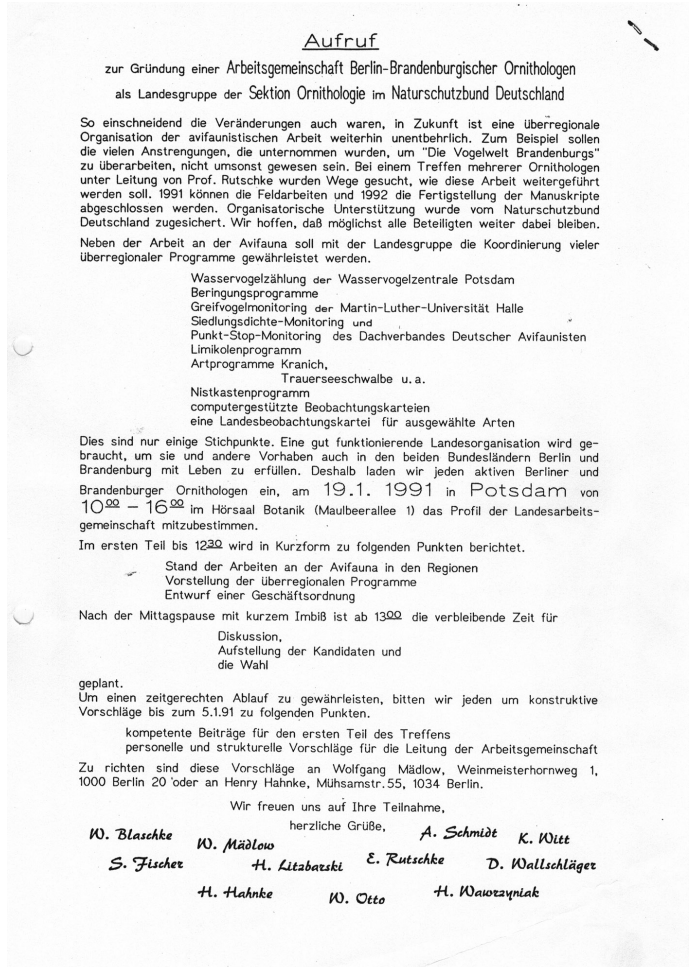 Aufruf
zur Gründung einer Arbeitsgemeinschaft Berlin-Brandenburgischer Ornithologen
als Landesgruppe der Sektion Ornithologie im Naturschutzbund Deutschland
So einschneidend die Veränderungen auch waren, in Zukunft ist eine überregionale
Organisation der avifaunistischen Arbeit weiterhin unentbehrlich. Zum Beispiel sollen
die vielen Anstrengungen, die unternommen wurden, um "Die Vogelwelt Brandenburgs"
zu überarbeiten, nicht umsonst gewesen sein. Bei einem Treffen mehrerer Ornithologen
unter Leitung von Prof. Rutschke wurden Wege gesucht, wie diese Arbeit weitergeführt
werden soll. 1991 können die Feldarbeiten und 1992 die Fertigstellung der Manuskripte
abgeschlossen werden. Organisatorische Unterstützung wurde vom Naturschutzbund
Deutschland zugesichert. Wir hoffen, daß möglichst alle Beteiligten weiter dabei bleiben.
Neben der Arbeit an der Avifauna soll mit der Landesgruppe die Koordinierung vieler
überregionaler Programme gewährleistet werden.
Wasservogelzählung der Wasservogelzentrale Potsdam
Beringungsprogramme
Greifvogelmonitoring der Martin-Luther-Universität Halle
Siedlungsdichte-Monitoring und
Punkt-Stop-Monitoring des Dachverbandes Deutscher Avifaunisten
Limikolenprogramm
Artprogramme Kranich,
Trauerseeschwalbe u.a.
Nistkastenprogramm
computergestützte Beobachtungskarteien
eine Landesbeobachtungskartei für ausgewählte Arten
Dies sind nur einige Stichpunkte. Eine gut funktionierende Landesorganisation wird ge-
braucht, um sie und andere Vorhaben auch in den beiden Bundesländern Berlin und
Brandenburg mit Leben zu erfüllen. Deshalb laden wir jeden aktiven Berliner und
Brandenburger Ornithologen ein, am 19.1. 1991 in Potsdam von
10⁰⁰ - 16⁰⁰ im Hörsaal Botanik (Maulbeerallee 1) das Profil der Landesarbeits-
gemeinschaft mitzubestimmen.
Im ersten Teil bis 12³⁰ wird in Kurzform zu folgenden Punkten berichtet.
Stand der Arbeiten an der Avifauna in den Regionen
Vorstellung der überregionalen Programme
Entwurf einer Geschäftsordnung
Nach der Mittagspause mit kurzem Imbiß ist ab 13⁰⁰ die verbleibende Zeit für
Diskussion,
Aufstellung der Kandidaten und
die Wahl
geplant.
Um einen zeitgerechten Ablauf zu gewährleisten, bitten wir jeden um konstruktive
Vorschläge bis zum 5.1.91 zu folgenden Punkten.
kompetente Beiträge für den ersten Teil des Treffens
personelle und strukturelle Vorschläge für die Leitung der Arbeitsgemeinschaft
Zu richten sind diese Vorschläge an Wolfgang Mädlow, Weinmeisterhornweg 1,
1000 Berlin 20 oder an Henry Hahnke, Mühsamstr.55, 1034 Berlin.
Wir freuen uns auf Ihre Teilnahme,
herzliche Grüße,
W. Blaschke W. Mädlow A. Schmidt K. Witt
S. Fischer H. Litzbarski E. Rutschke D. Wallschläger
H. Hahnke W. Otto H. Wawrzyniak